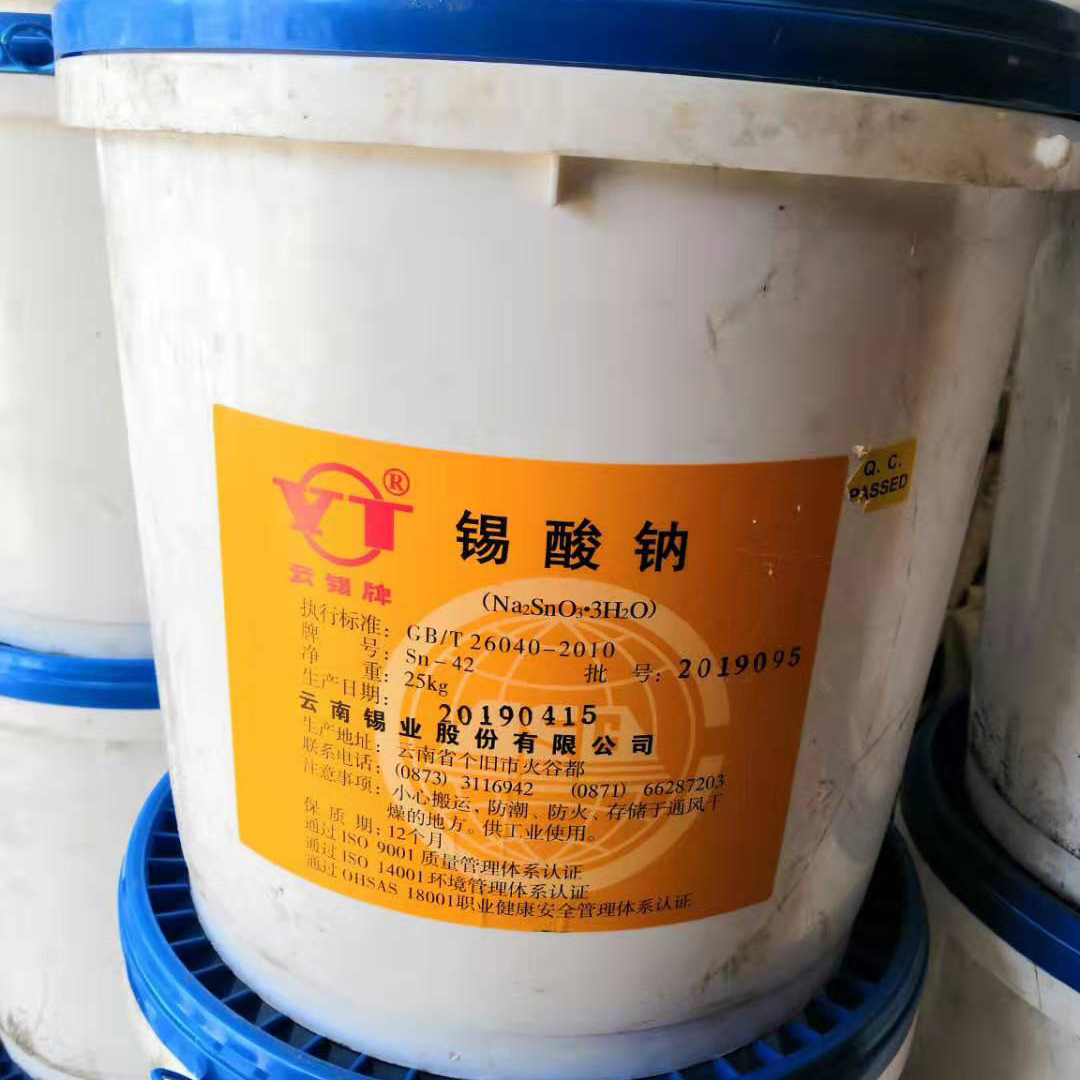 YT®
云锡牌
Q. C.
PASSED
锡酸钠
(Na₂SnO₃•3H₂O)
执行标准: GB/T 26040-2010
牌号: Sn-42 批号: 2019095
净重: 25kg
生产日期: 20190415
云南锡业股份有限公司
生产地址: 云南省个旧市火谷都
联系电话: (0873) 3116942 (0871) 66287203
注意事项: 小心搬运, 防潮、防火、存储于通风干
燥的地方。供工业使用。
保质期: 12个月
通过ISO 9001质量管理体系认证
通过ISO 14001环境管理体系认证
通过OHSAS 18001职业健康安全管理体系认证